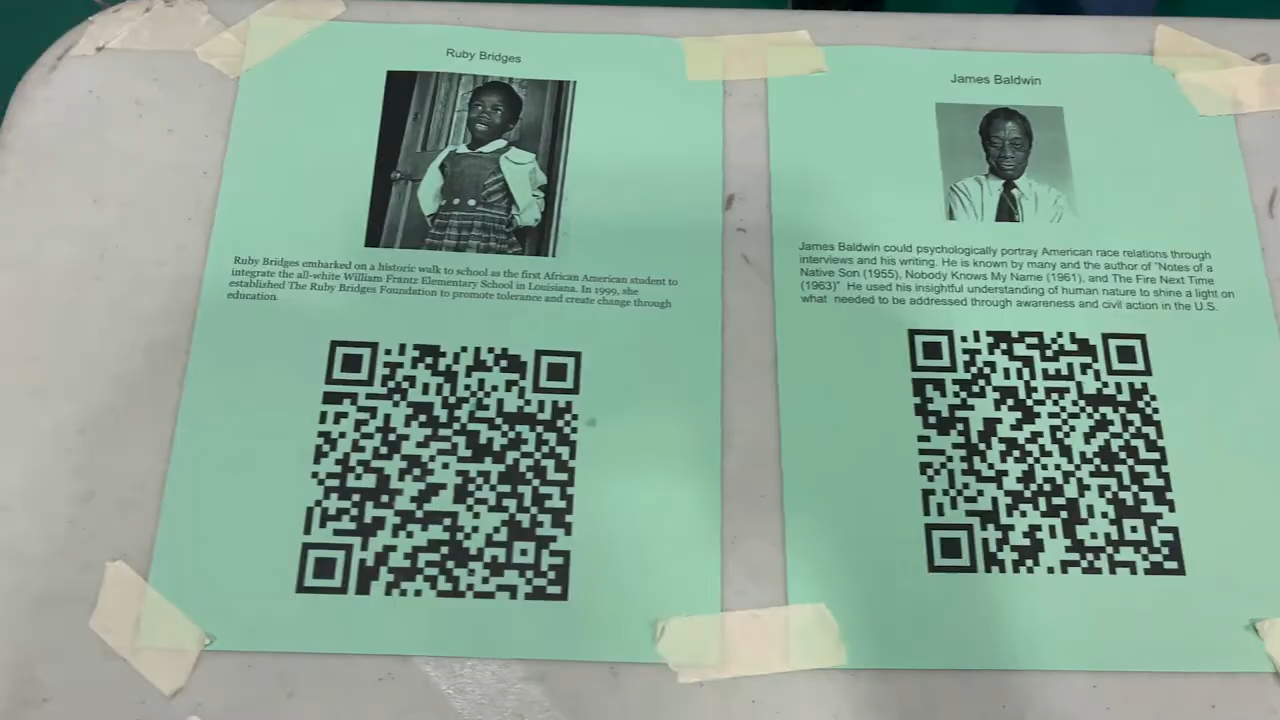 Ruby Bridges
Ruby Bridges embarked on a historic walk to school as the first African American student to
integrate the all-white William Frantz Elementary School in Louisiana. In 1999, she
established The Ruby Bridges Foundation to promote tolerance and create change through
education.
James Baldwin
James Baldwin could psychologically portray American race relations through
interviews and his writing. He is known by many and the author of "Notes of a
Native Son (1955), Nobody Knows My Name (1961), and The Fire Next Time
(1963)" He used his insightful understanding of human nature to shine a light on
what needed to be addressed through awareness and civil action in the U.S.